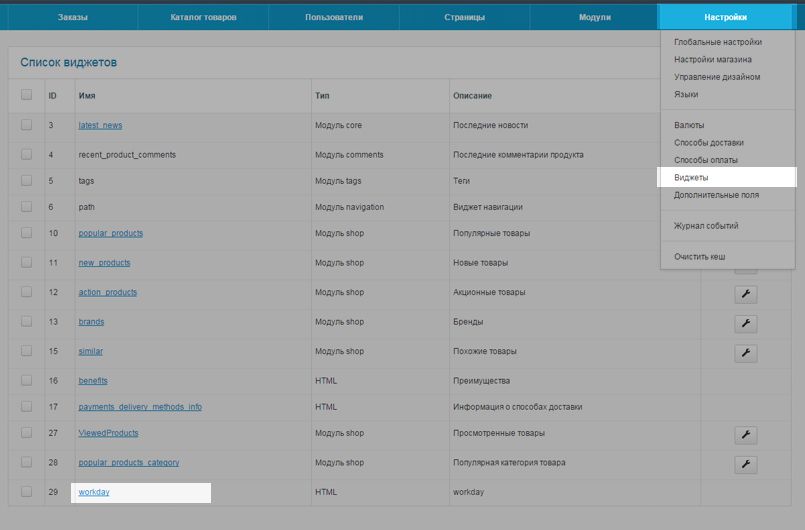 Заказы Каталог товаров Пользователи Страницы Модули Настройки
Список виджетов
ID Имя Тип Описание
3 latest_news Модуль core Последние новости
4 recent_product_comments Модуль comments Последние комментарии продукта
5 tags Модуль tags Теги
6 path Модуль navigation Виджет навигации
10 popular_products Модуль shop Популярные товары
11 new_products Модуль shop Новые товары
12 action_products Модуль shop Акционные товары
13 brands Модуль shop Бренды
15 similar Модуль shop Похожие товары
16 benefits HTML Преимущества
17 payments_delivery_methods_info HTML Информация о способах доставки
27 ViewedProducts Модуль shop Просмотренные товары
28 popular_products_category Модуль shop Популярная категория товара
29 workday HTML workday
Глобальные настройки
Настройки магазина
Управление дизайном
Языки
Валюты
Способы доставки
Способы оплаты
Виджеты
Дополнительные поля
Журнал событий
Очистить кеш